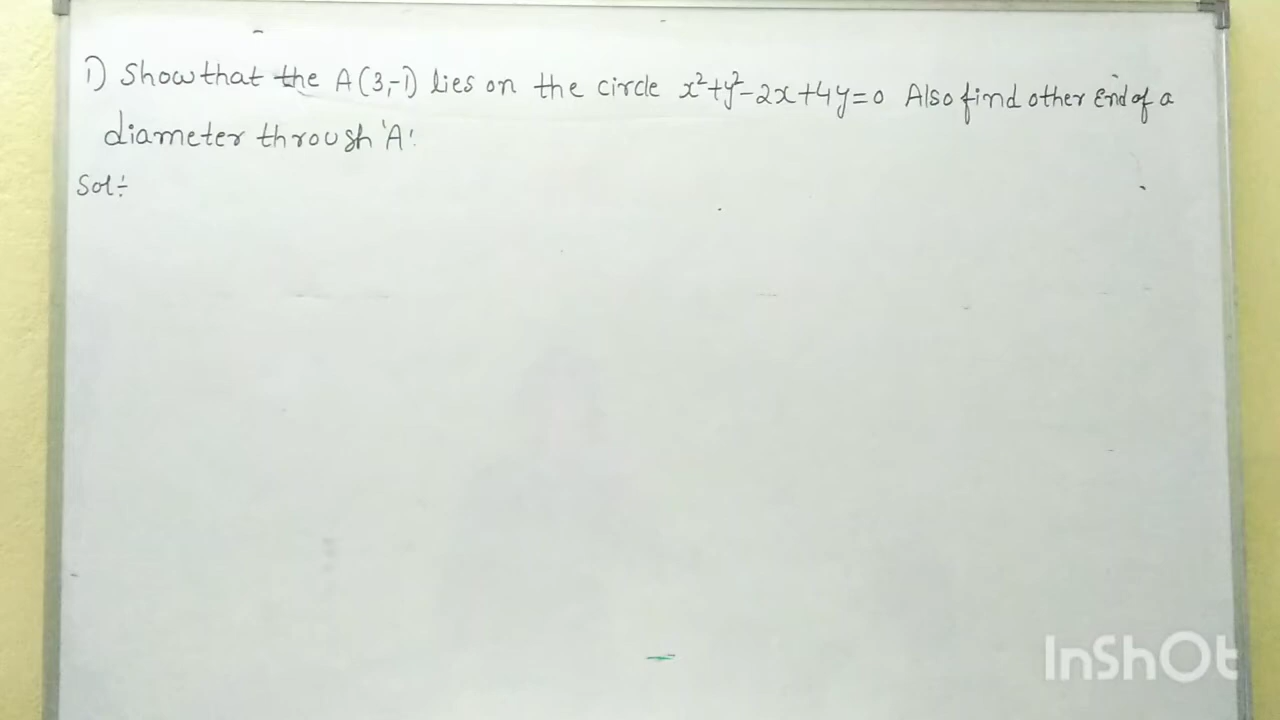 1) Show that the A(3,-1) lies on the circle x²+y²-2x+4y=0 Also find other End of a
diameter throush 'A'.
Sol:-
InShOt